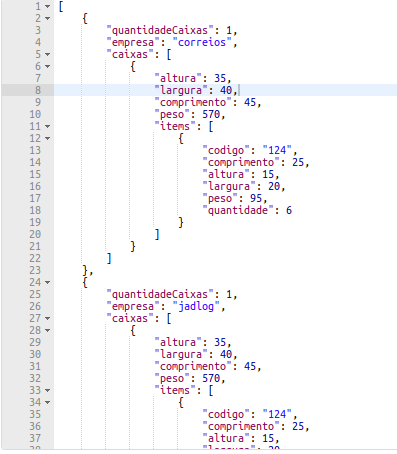 1 [
2 {
3 "quantidadeCaixas": 1,
4 "empresa": "correios",
5 "caixas": [
6 {
7 "altura": 35,
8 "largura": 40,
9 "comprimento": 45,
10 "peso": 570,
11 "items": [
12 {
13 "codigo": "124",
14 "comprimento": 25,
15 "altura": 15,
16 "largura": 20,
17 "peso": 95,
18 "quantidade": 6
19 }
20 ]
21 }
22 ]
23 },
24 {
25 "quantidadeCaixas": 1,
26 "empresa": "jadlog",
27 "caixas": [
28 {
29 "altura": 35,
30 "largura": 40,
31 "comprimento": 45,
32 "peso": 570,
33 "items": [
34 {
35 "codigo": "124",
36 "comprimento": 25,
37 "altura": 15,